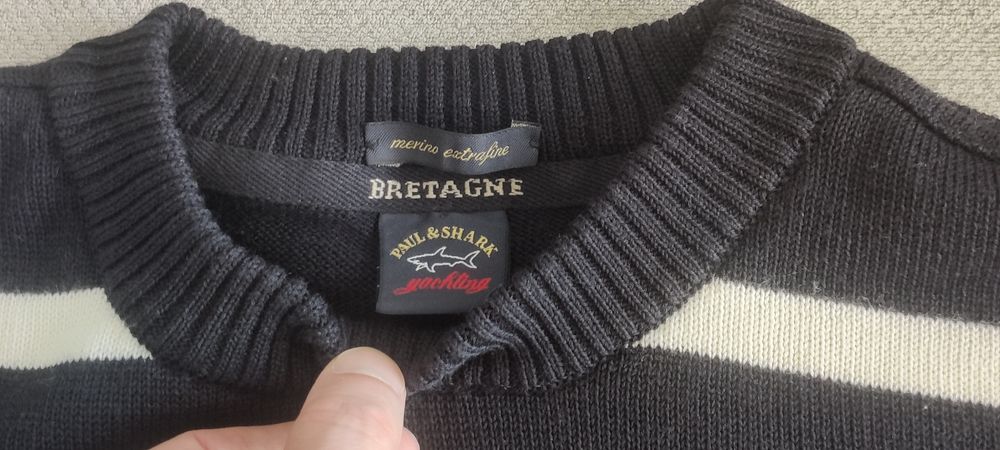 merino extrafine
BRETAGNE
PAUL & SHARK
yachting